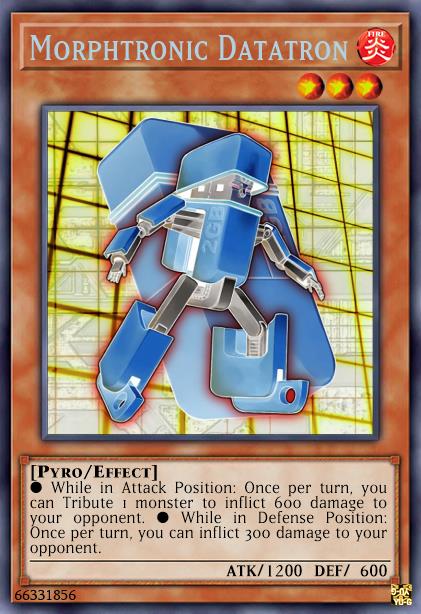 MORPHTRONIC DATATRON
FIRE
炎
2GB
[PYRO/EFFECT]
● While in Attack Position: Once per turn, you
can Tribute 1 monster to inflict 600 damage to
your opponent. ● While in Defense Position:
Once per turn, you can inflict 300 damage to your
opponent.
ATK/1200 DEF/ 600
66331856